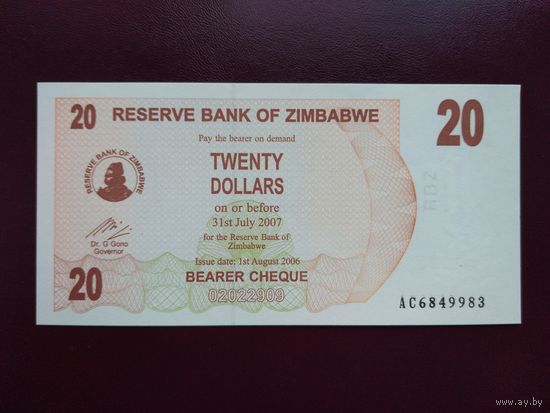 20 RESERVE BANK OF ZIMBABWE 20
Pay the bearer on demand
TWENTY
DOLLARS
on or before
31st July 2007
for the Reserve Bank of
Zimbabwe
Issue date: 1st August 2006
BEARER CHEQUE
02022909
RESERVE BANK OF ZIMBABWE
Dr. G Gono
Governor
20
RBZ
AC6849983
www.ay.by